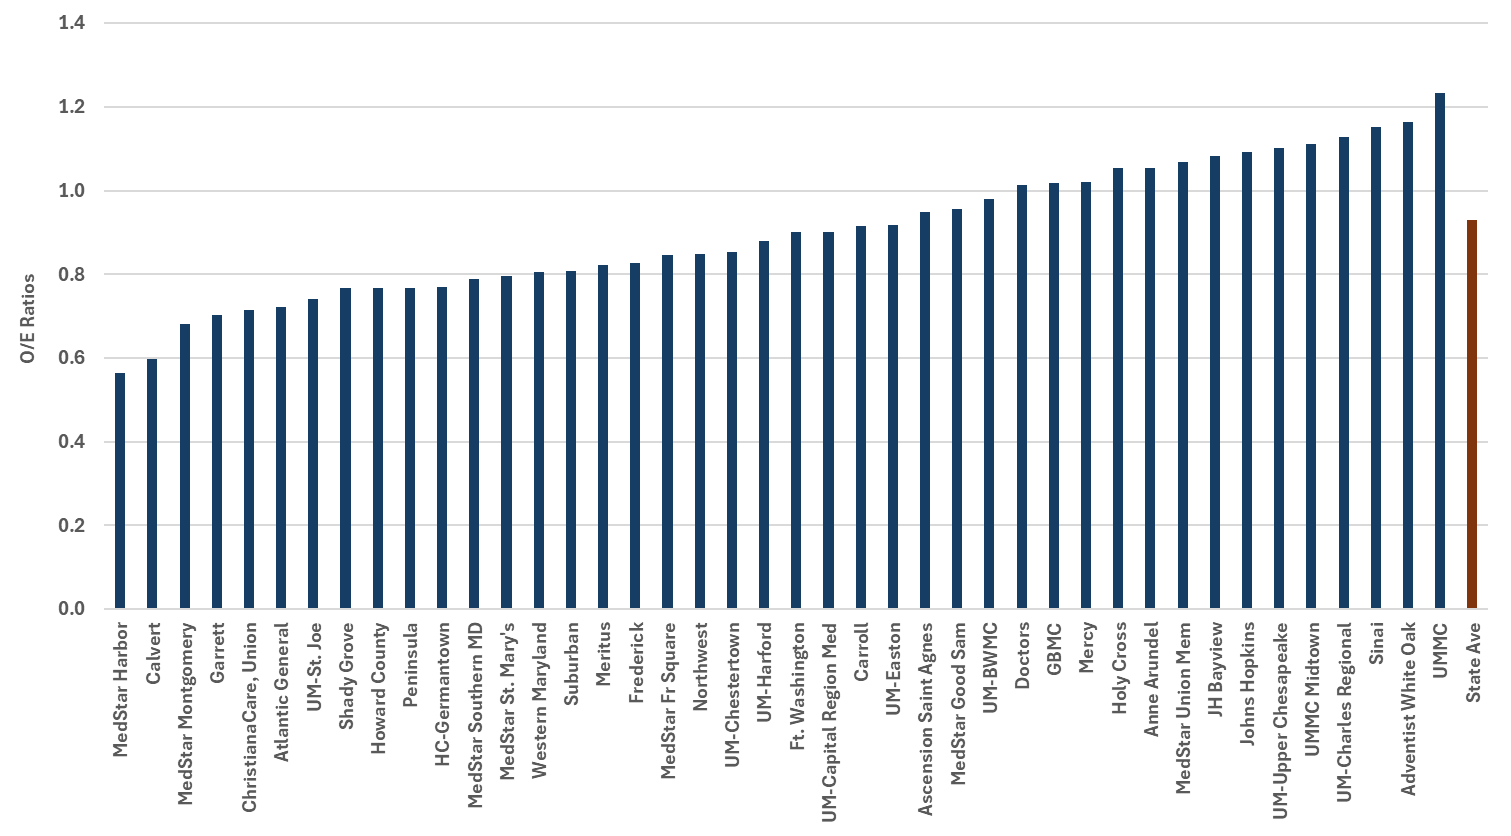 1.4
1.2
1.0
0.8
0.6
0.4
0.2
0.0
O/E Ratios
MedStar Harbor
Calvert
MedStar Montgomery
Garrett
ChristianaCare, Union
Atlantic General
UM-St. Joe
Shady Grove
Howard County
Peninsula
HC-Germantown
MedStar Southern MD
MedStar St. Mary's
Western Maryland
Suburban
Meritus
Frederick
MedStar Fr Square
Northwest
UM-Chestertown
UM-Harford
Ft. Washington
UM-Capital Region Med
Carroll
UM-Easton
Ascension Saint Agnes
MedStar Good Sam
UM-BWMC
Doctors
GBMC
Mercy
Holy Cross
Anne Arundel
MedStar Union Mem
JH Bayview
Johns Hopkins
UM-Upper Chesapeake
UMMC Midtown
UM-Charles Regional
Sinai
Adventist White Oak
UMMC
State Ave